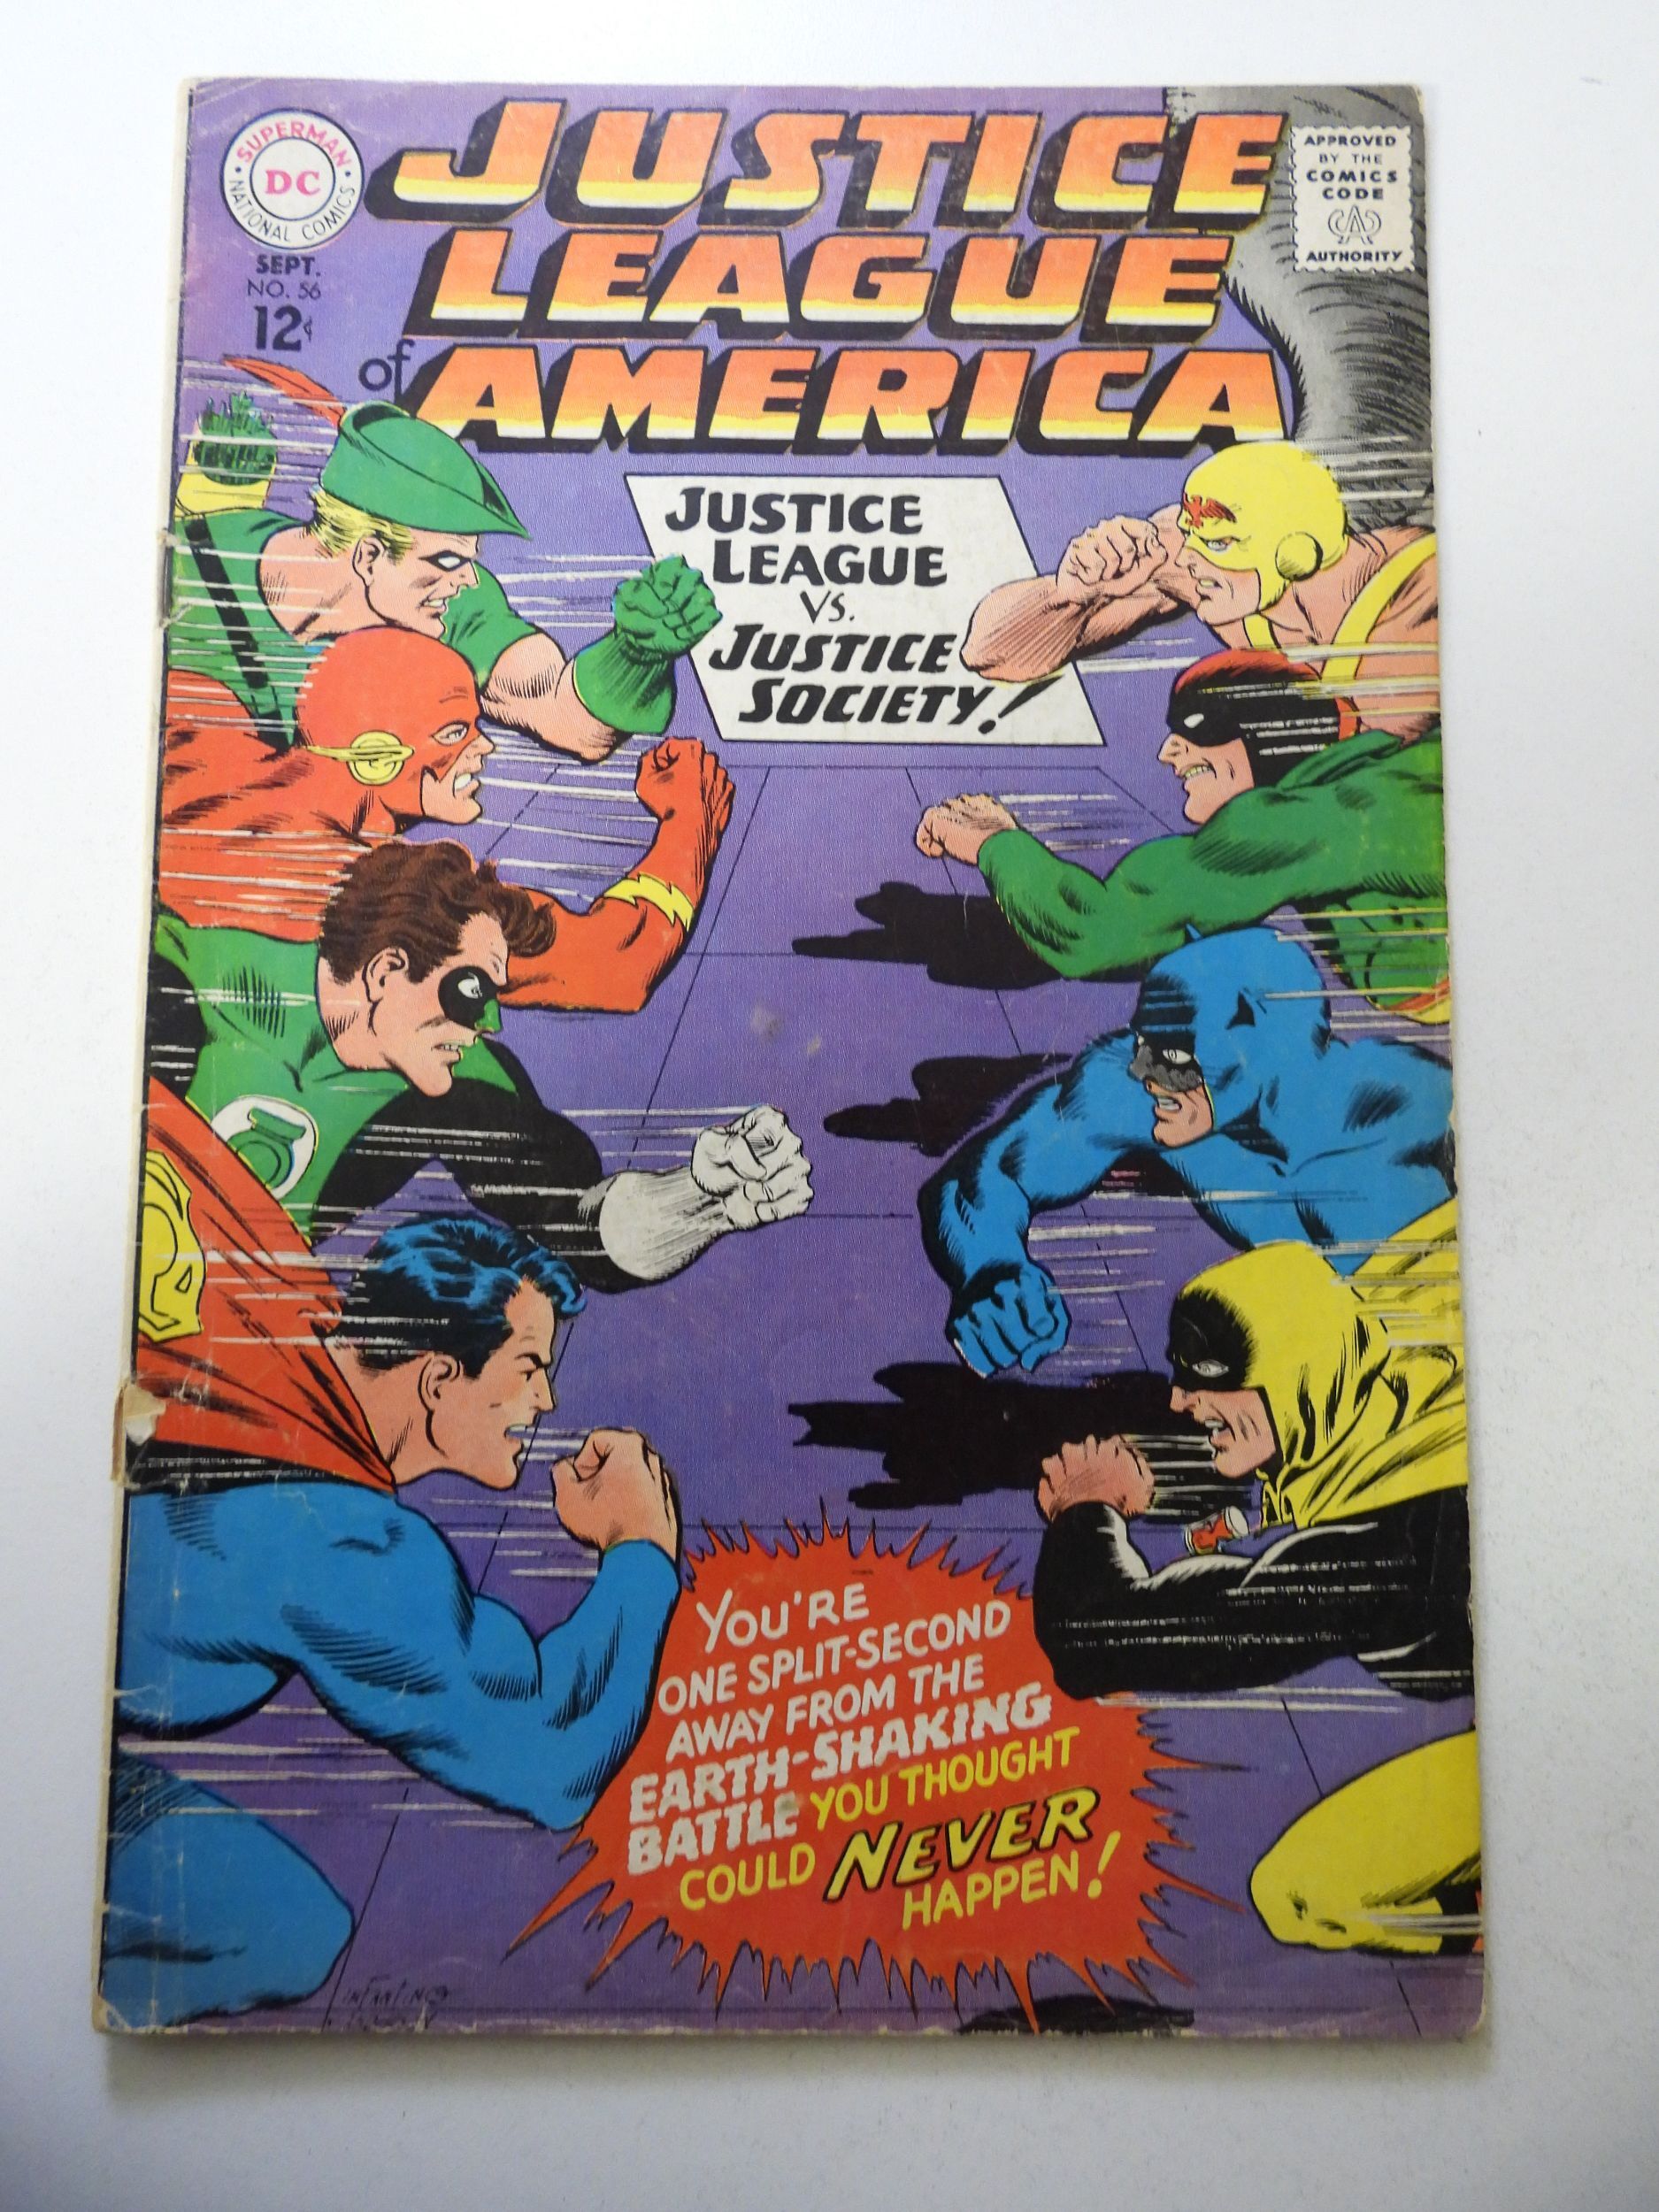 SUPERMAN
DC
NATIONAL COMICS
SEPT.
NO. 56
12¢
JUSTICE
LEAGUE
of AMERICA
APPROVED
BY THE
COMICS
CODE
CA
AUTHORITY
JUSTICE
LEAGUE
VS.
JUSTICE
SOCIETY!
YOU'RE
ONE SPLIT-SECOND
AWAY FROM THE
EARTH-SHAKING
BATTLE YOU THOUGHT
COULD NEVER
HAPPEN!
INFANTINO